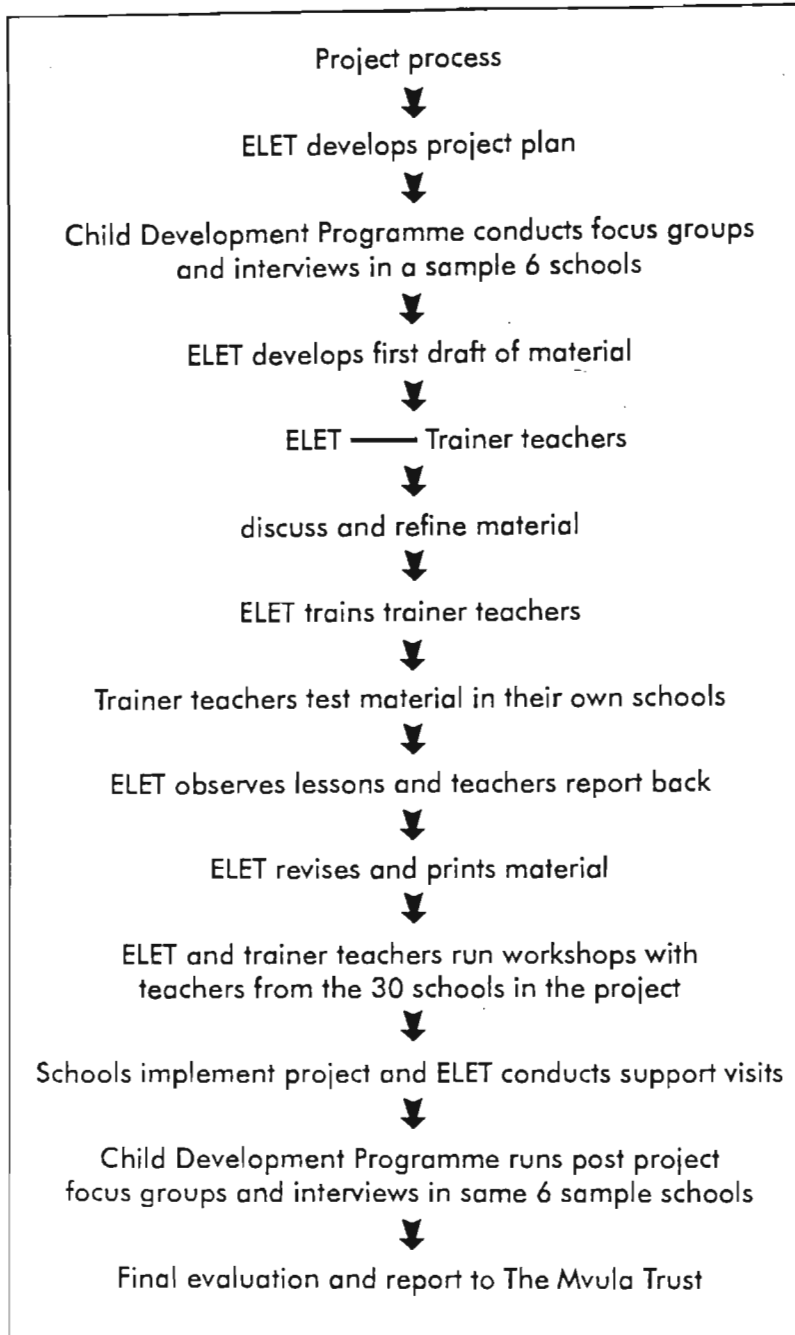 Project process
ELET develops project plan
Child Development Programme conducts focus groups
and interviews in a sample 6 schools
ELET develops first draft of material
ELET —— Trainer teachers
discuss and refine material
ELET trains trainer teachers
Trainer teachers test material in their own schools
ELET observes lessons and teachers report back
ELET revises and prints material
ELET and trainer teachers run workshops with
teachers from the 30 schools in the project
Schools implement project and ELET conducts support visits
Child Development Programme runs post project
focus groups and interviews in same 6 sample schools
Final evaluation and report to The Mvula Trust